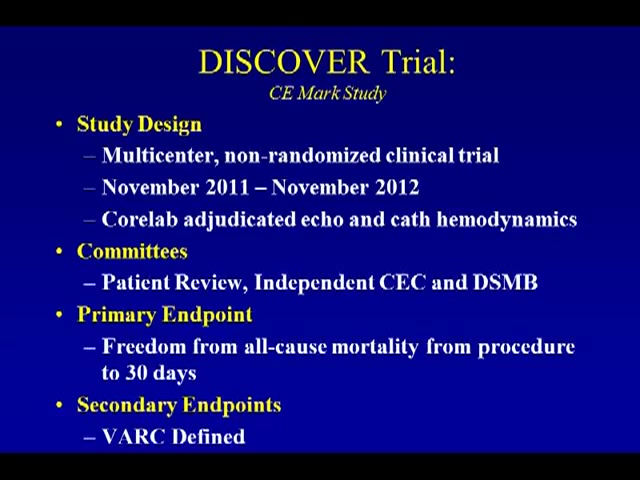 DISCOVER Trial:
CE Mark Study
• Study Design
– Multicenter, non-randomized clinical trial
– November 2011 – November 2012
– Corelab adjudicated echo and cath hemodynamics
• Committees
– Patient Review, Independent CEC and DSMB
• Primary Endpoint
– Freedom from all-cause mortality from procedure
to 30 days
• Secondary Endpoints
– VARC Defined